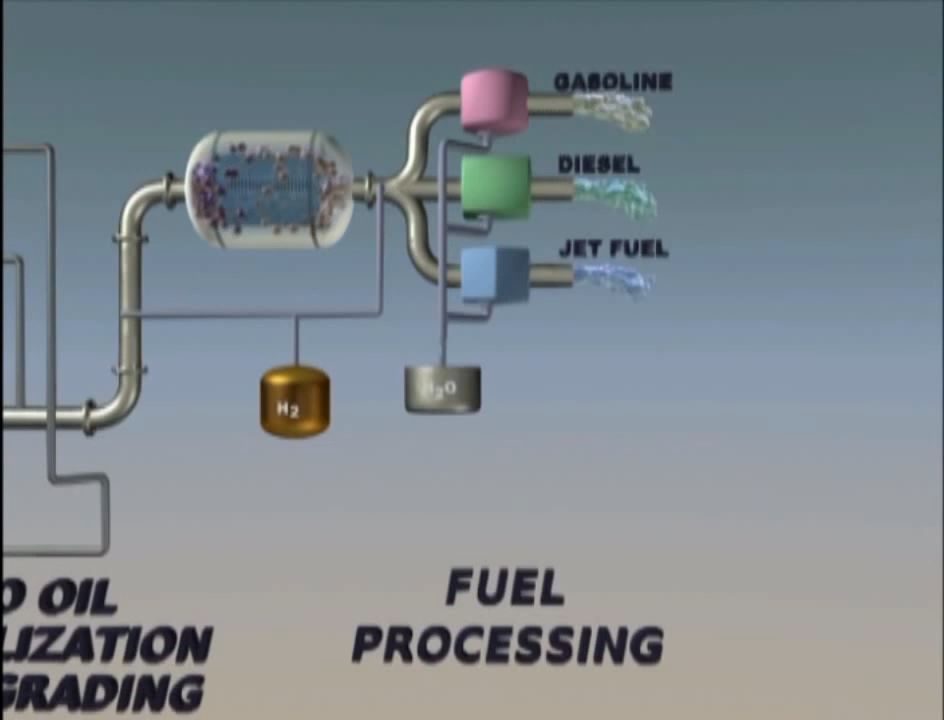 GASOLINE
DIESEL
JET FUEL
H2
H2O
O OIL
LIZATION
GRADING
FUEL
PROCESSING